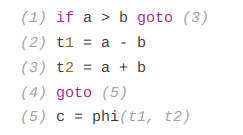 (1) if a > b goto (3)
(2) t1 = a - b
(3) t2 = a + b
(4) goto (5)
(5) c = phi(t1, t2)